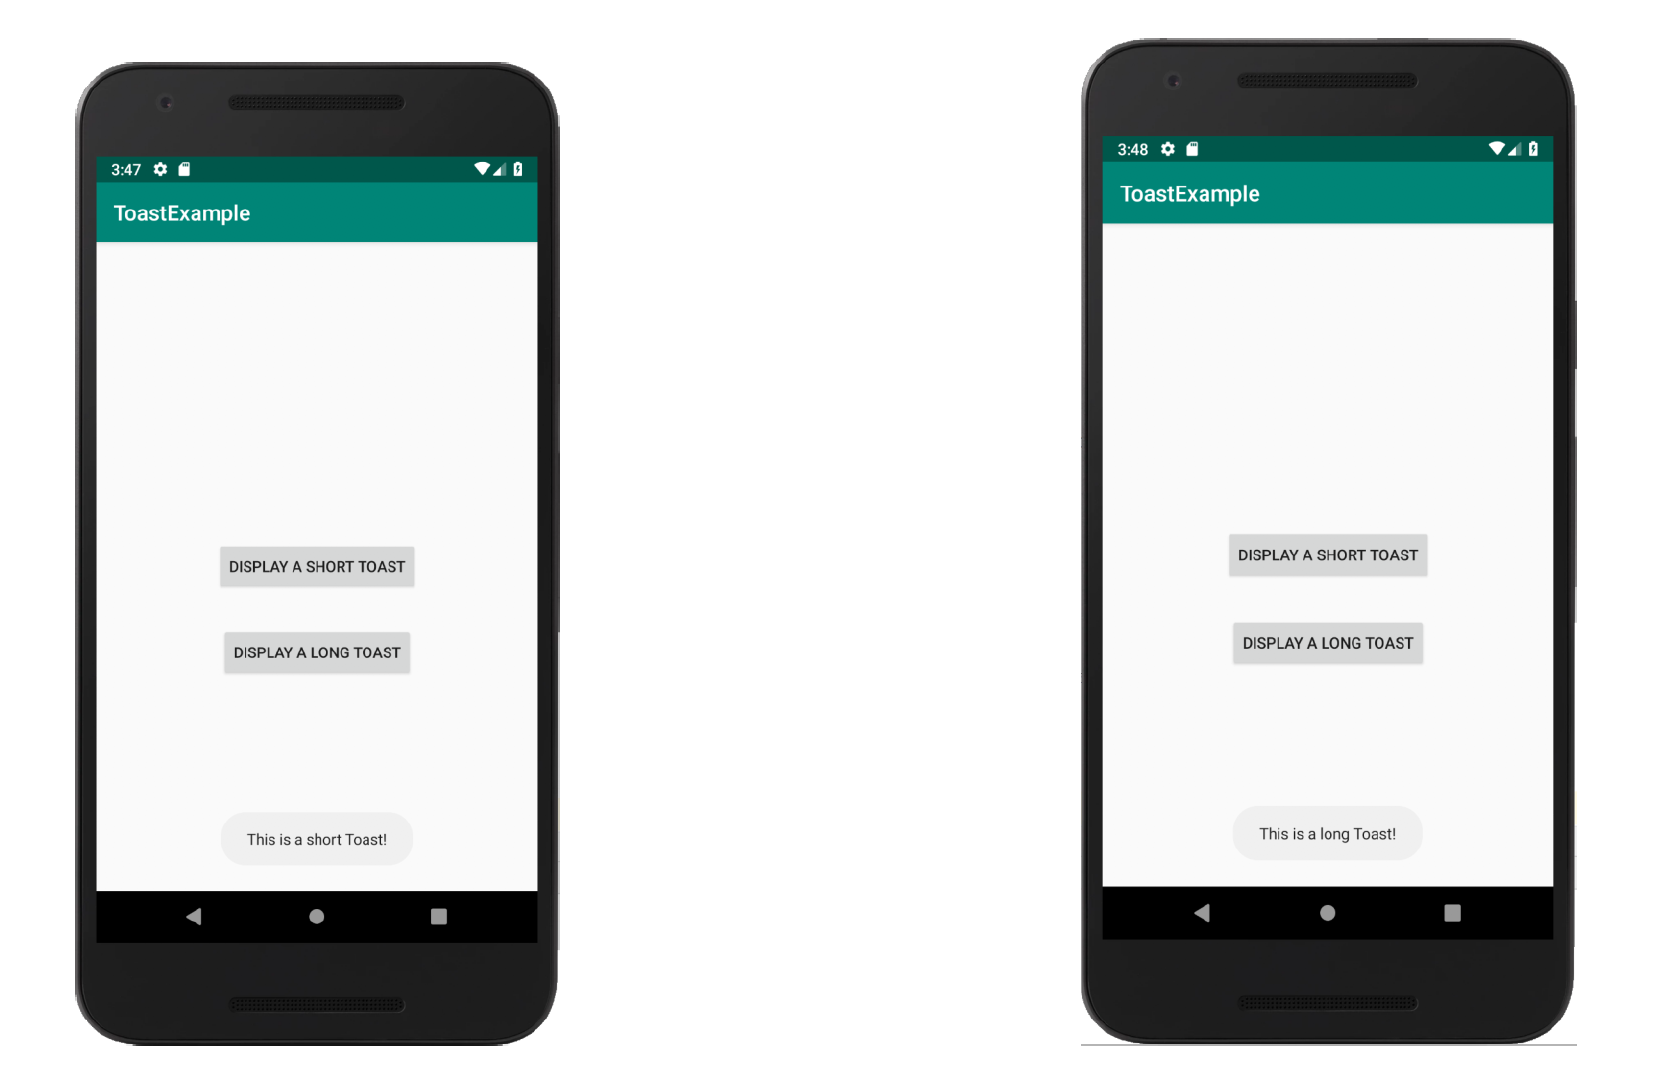 3:47
ToastExample
DISPLAY A SHORT TOAST
DISPLAY A LONG TOAST
This is a short Toast!
3:48
ToastExample
DISPLAY A SHORT TOAST
DISPLAY A LONG TOAST
This is a long Toast!